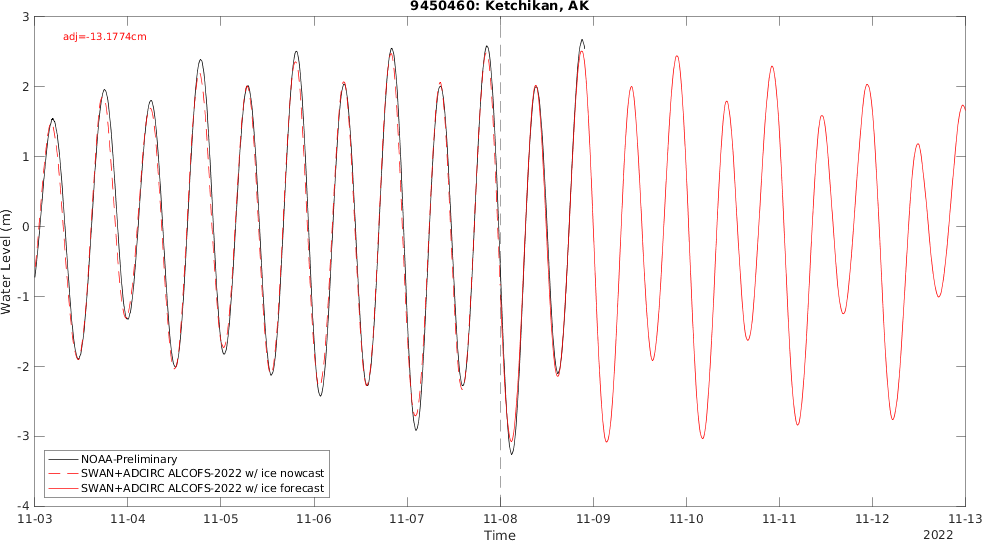 9450460: Ketchikan, AK
adj=-13.1774cm
3
2
1
0
-1
-2
-3
-4
Water Level (m)
NOAA-Preliminary
SWAN+ADCIRC ALCOFS-2022 w/ ice nowcast
SWAN+ADCIRC ALCOFS-2022 w/ ice forecast
11-03 11-04 11-05 11-06 11-07 11-08 11-09 11-10 11-11 11-12 11-13
Time
2022